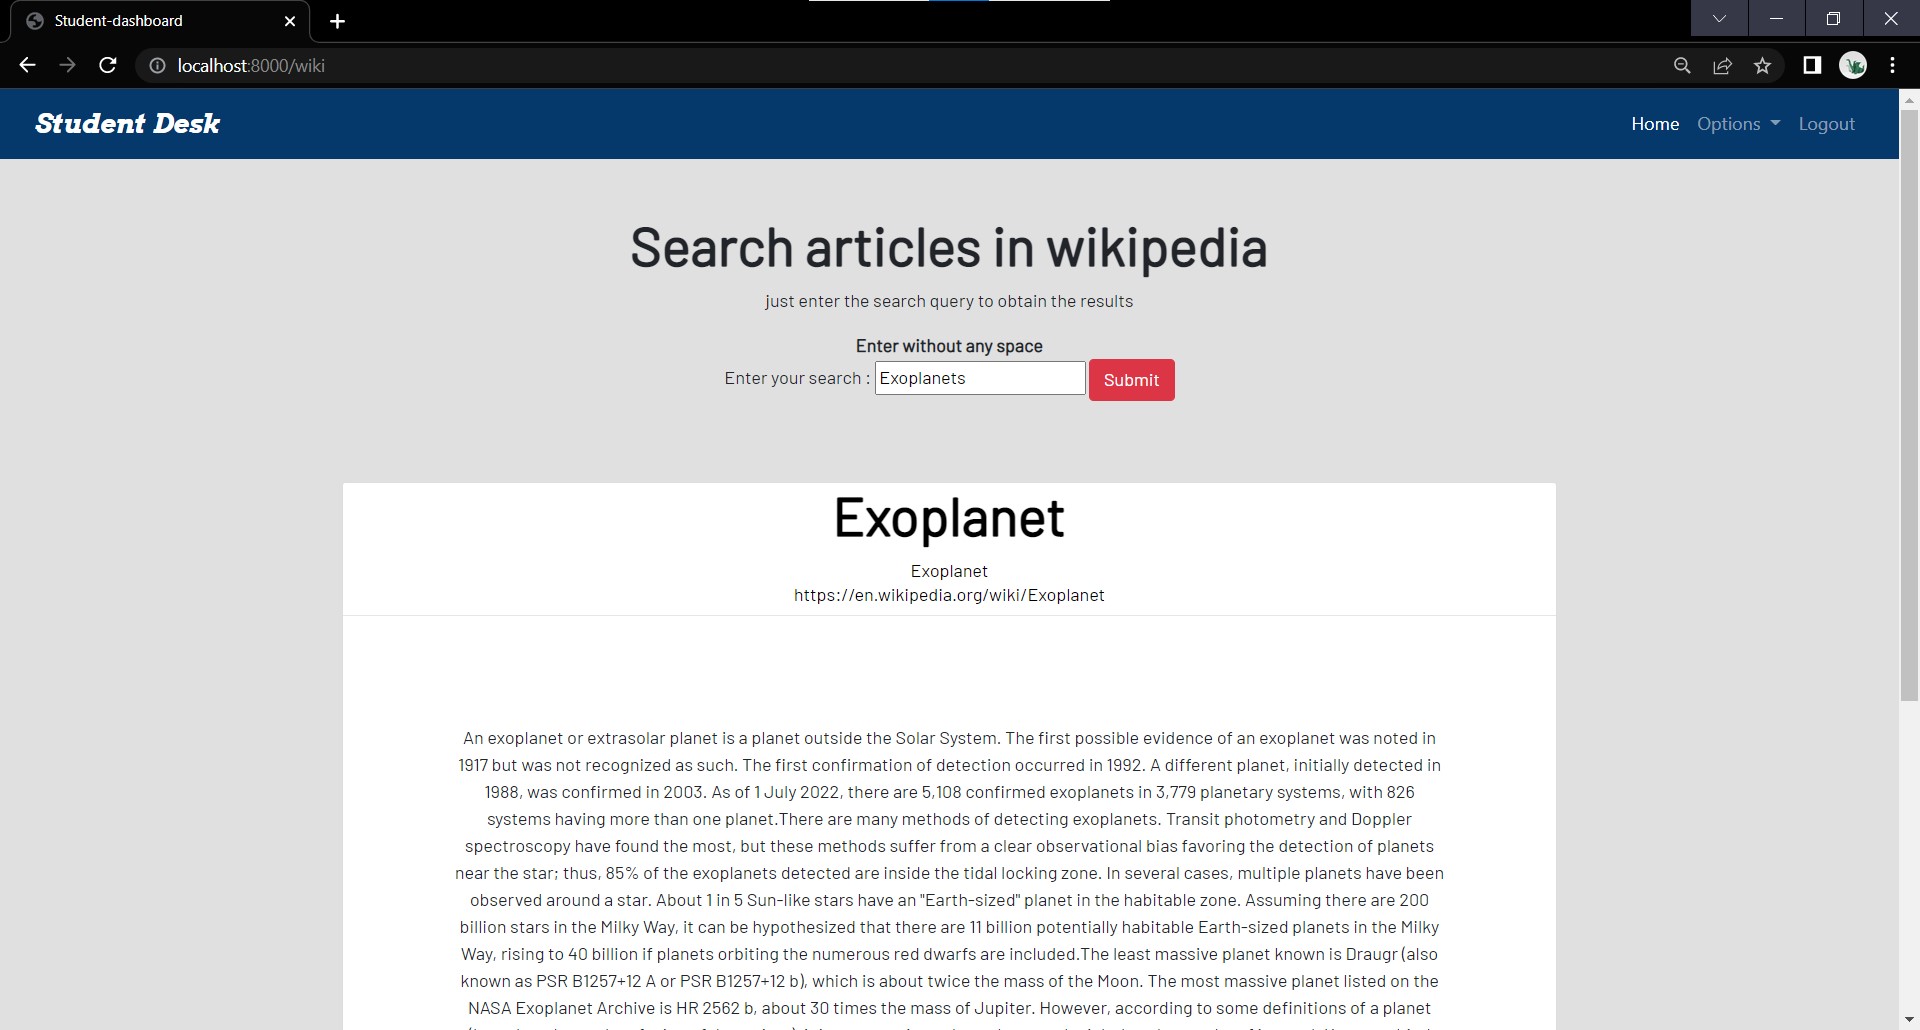 Student-dashboard
localhost:8000/wiki
Student Desk
Home Options Logout
Search articles in wikipedia
just enter the search query to obtain the results
Enter without any space
Enter your search : Exoplanets Submit
Exoplanet
Exoplanet
https://en.wikipedia.org/wiki/Exoplanet
An exoplanet or extrasolar planet is a planet outside the Solar System. The first possible evidence of an exoplanet was noted in
1917 but was not recognized as such. The first confirmation of detection occurred in 1992. A different planet, initially detected in
1988, was confirmed in 2003. As of 1 July 2022, there are 5,108 confirmed exoplanets in 3,779 planetary systems, with 826
systems having more than one planet.There are many methods of detecting exoplanets. Transit photometry and Doppler
spectroscopy have found the most, but these methods suffer from a clear observational bias favoring the detection of planets
near the star; thus, 85% of the exoplanets detected are inside the tidal locking zone. In several cases, multiple planets have been
observed around a star. About 1 in 5 Sun-like stars have an "Earth-sized" planet in the habitable zone. Assuming there are 200
billion stars in the Milky Way, it can be hypothesized that there are 11 billion potentially habitable Earth-sized planets in the Milky
Way, rising to 40 billion if planets orbiting the numerous red dwarfs are included.The least massive planet known is Draugr (also
known as PSR B1257+12 A or PSR B1257+12 b), which is about twice the mass of the Moon. The most massive planet listed on the
NASA Exoplanet Archive is HR 2562 b, about 30 times the mass of Jupiter. However, according to some definitions of a planet